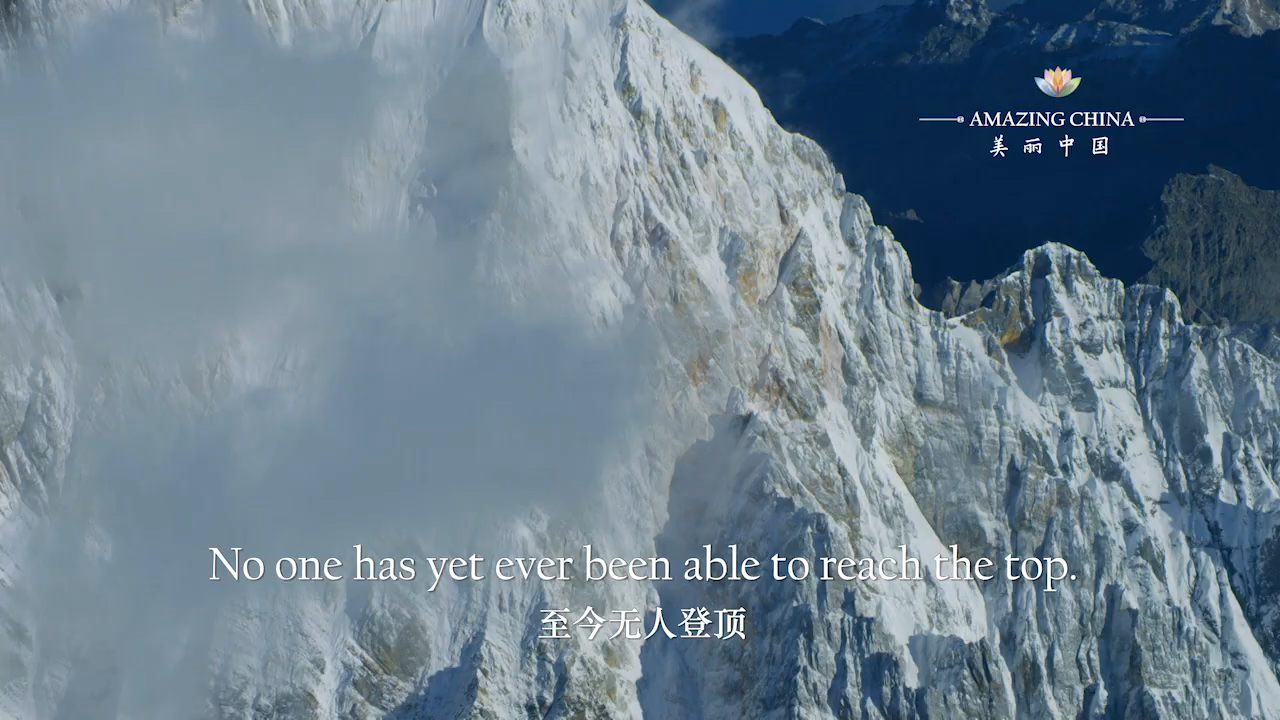 AMAZING CHINA
美丽中国
No one has yet ever been able to reach the top.
至今无人登顶